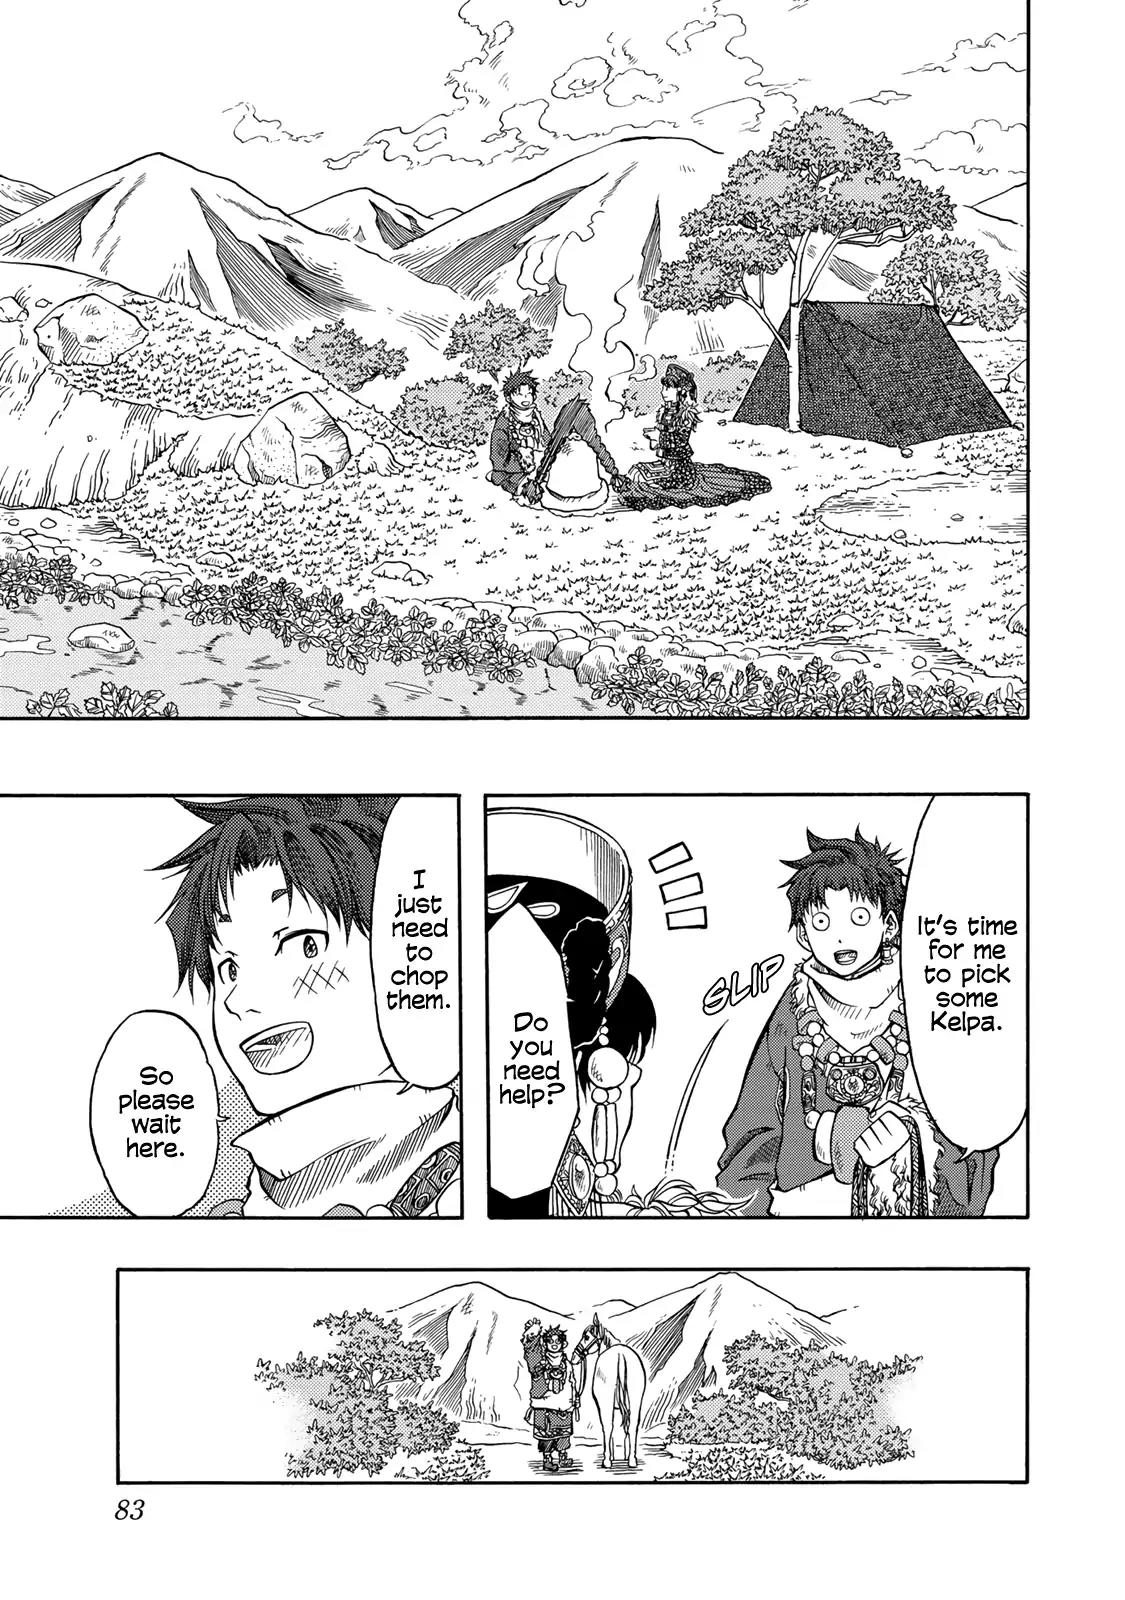 It's time
for me
to pick
some
Kelpa.
SLIP
Do
you
need
help?
I
just
need to
chop
them.
So
please
wait
here.
83